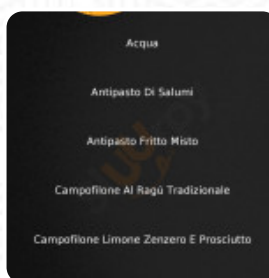 Acqua
Antipasto Di Salumi
Antipasto Fritto Misto
Campofilone Al Ragù Tradizionale
Campofilone Limone Zenzero E Prosciutto